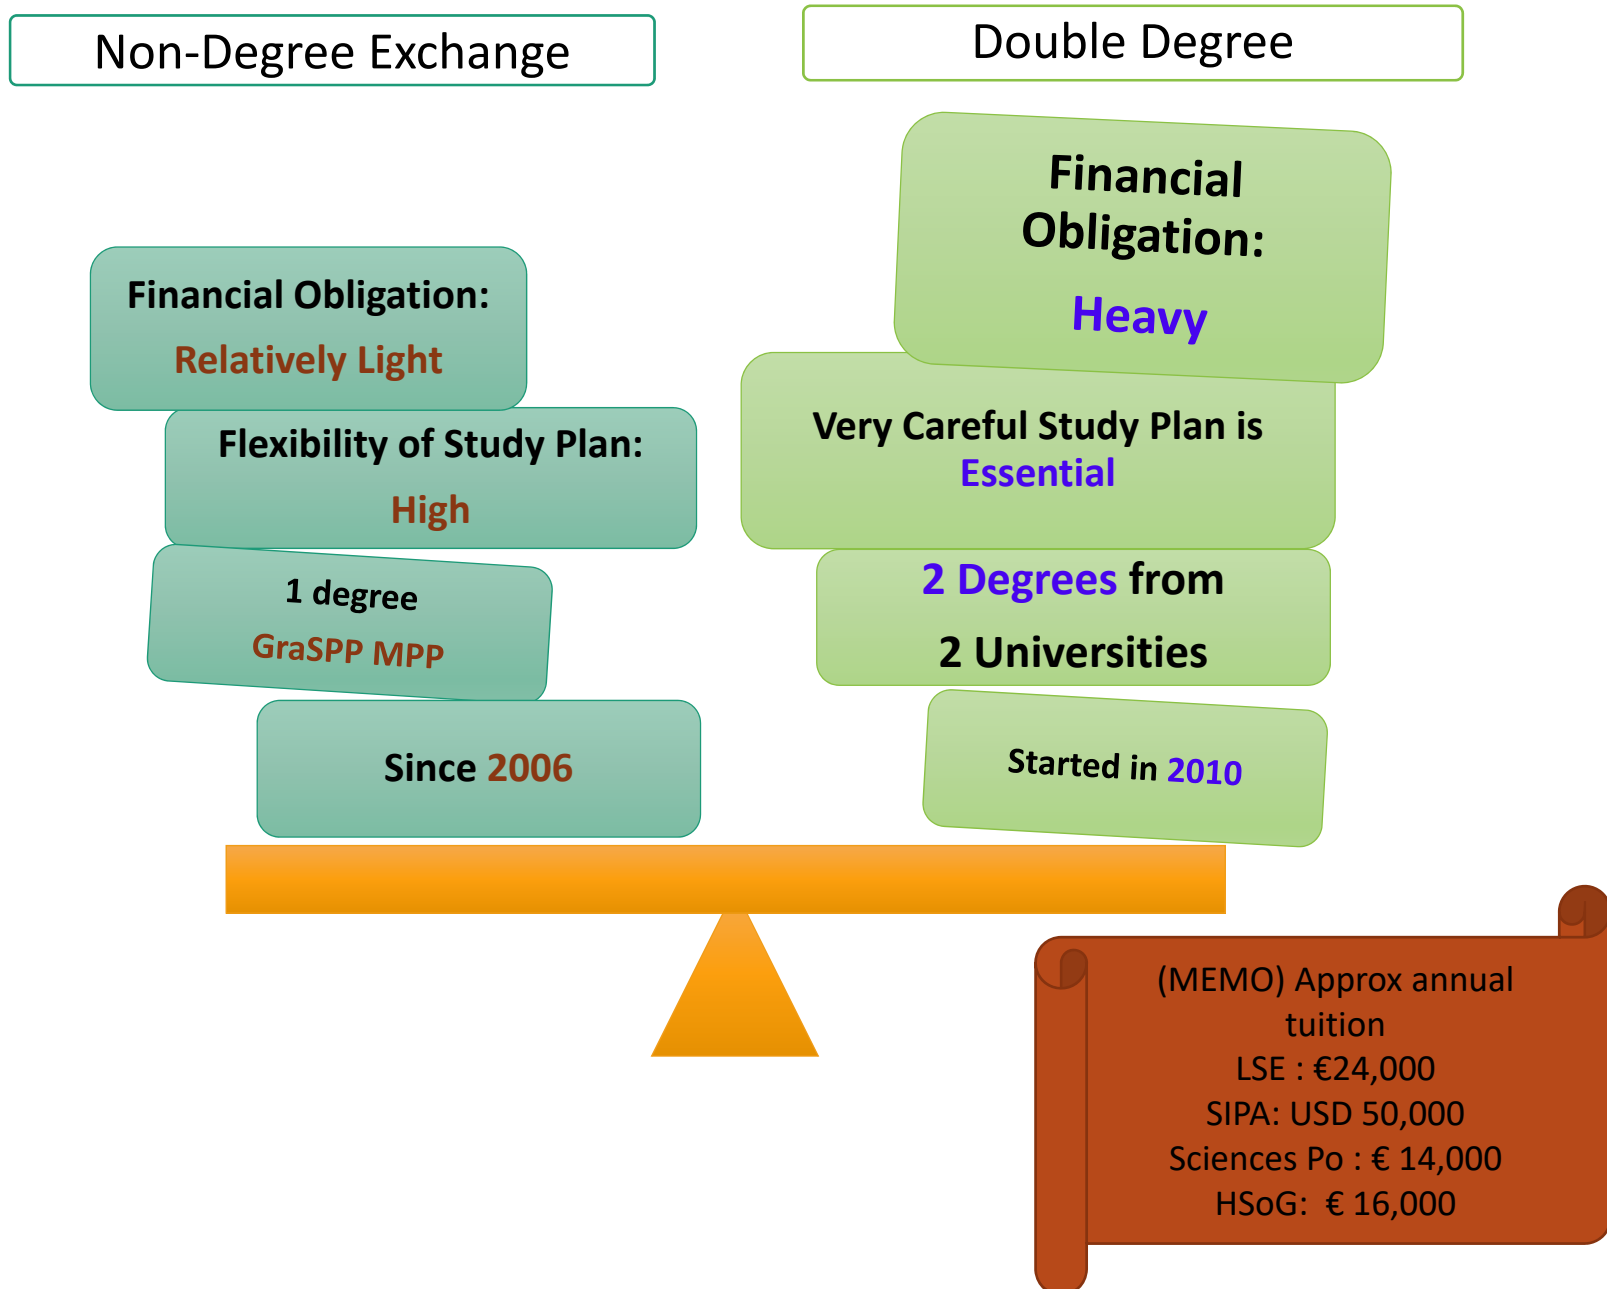 Non-Degree Exchange
Financial Obligation:
Relatively Light
Flexibility of Study Plan:
High
1 degree
GraSPP MPP
Since 2006
Double Degree
Financial
Obligation:
Heavy
Very Careful Study Plan is
Essential
2 Degrees from
2 Universities
Started in 2010
(MEMO) Approx annual
tuition
LSE : €24,000
SIPA: USD 50,000
Sciences Po : € 14,000
HSoG:  € 16,000